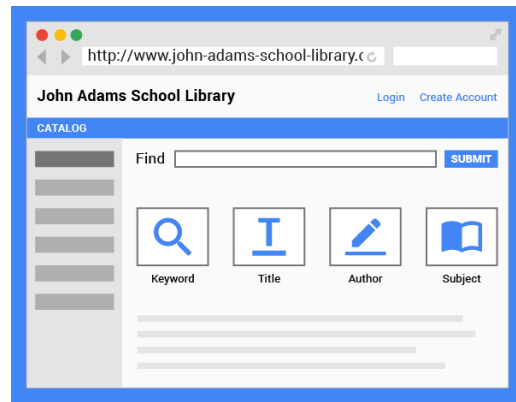 http://www.john-adams-school-library.c
John Adams School Library
Login Create Account
CATALOG
Find SUBMIT
Keyword Title Author Subject